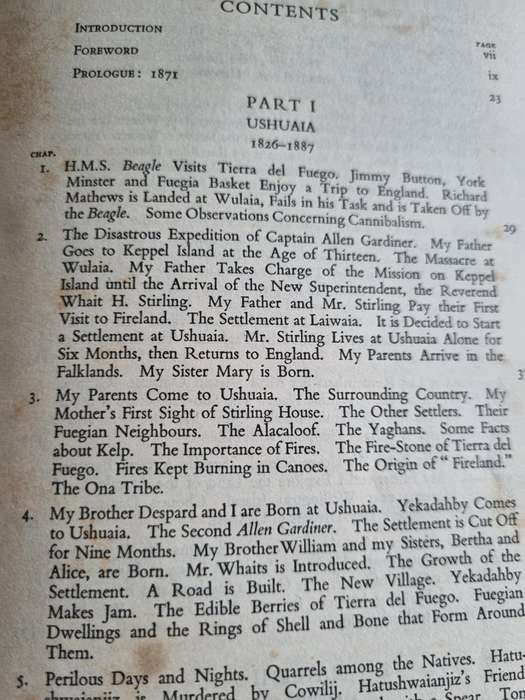 CONTENTS
INTRODUCTION
FOREWORD
PAGE
vii
PROLOGUE: 1871
ix
23
PART I
USHUAIA
1826–1887
CHAP.
1. H.M.S. Beagle Visits Tierra del Fuego. Jimmy Button, York
Minster and Fuegia Basket Enjoy a Trip to England. Richard
Mathews is Landed at Wulaia, Fails in his Task and is Taken Off by
the Beagle. Some Observations Concerning Cannibalism.
29
2. The Disastrous Expedition of Captain Allen Gardiner. My Father
Goes to Keppel Island at the Age of Thirteen. The Massacre at
Wulaia. My Father Takes Charge of the Mission on Keppel
Island until the Arrival of the New Superintendent, the Reverend
Whait H. Stirling. My Father and Mr. Stirling Pay their First
Visit to Fireland. The Settlement at Laiwaia. It is Decided to Start
a Settlement at Ushuaia. Mr. Stirling Lives at Ushuaia Alone for
Six Months, then Returns to England. My Parents Arrive in the
Falklands. My Sister Mary is Born.
3. My Parents Come to Ushuaia. The Surrounding Country. My
Mother's First Sight of Stirling House. The Other Settlers. Their
Fuegian Neighbours. The Alacaloof. The Yaghans. Some Facts
about Kelp. The Importance of Fires. The Fire-Stone of Tierra del
Fuego. Fires Kept Burning in Canoes. The Origin of "Fireland."
The Ona Tribe.
4. My Brother Despard and I are Born at Ushuaia. Yekadahby Comes
to Ushuaia. The Second Allen Gardiner. The Settlement is Cut Off
for Nine Months. My Brother William and my Sisters, Bertha and
Alice, are Born. Mr. Whaits is Introduced. The Growth of the
Settlement. A Road is Built. The New Village. Yekadahby
Makes Jam. The Edible Berries of Tierra del Fuego. Fuegian
Dwellings and the Rings of Shell and Bone that Form Around
Them.
5. Perilous Days and Nights. Quarrels among the Natives. Hatu-
is Murdered by Cowilij. Hatushwaianjiz's Friend